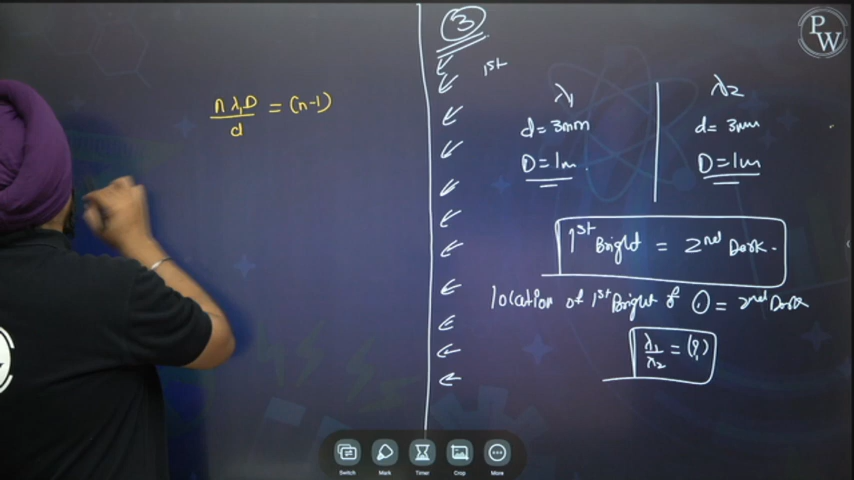 nλ₁D/d = (n-1)
3
1st
λ₁
d = 3mm
D = 1m
λ₂
d = 3mm
D = 1m
1st Bright = 2nd Dark.
location of 1st Bright of ① = 2nd Dark
λ₁/λ₂ = (?)
PW
Switch
Mark
Timer
Crop
More